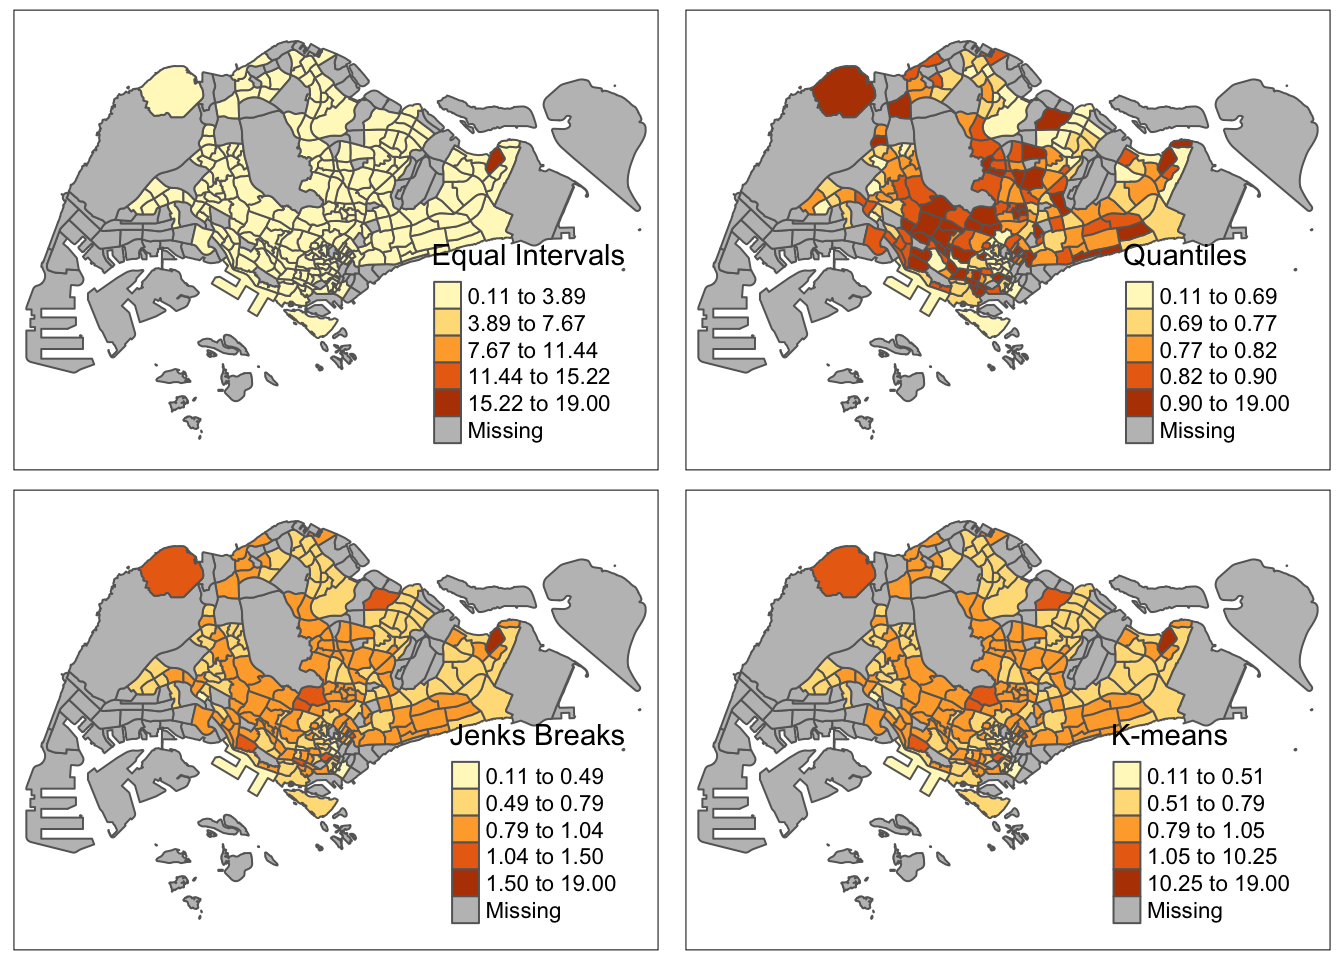 Equal Intervals
0.11 to 3.89
3.89 to 7.67
7.67 to 11.44
11.44 to 15.22
15.22 to 19.00
Missing
Quantiles
0.11 to 0.69
0.69 to 0.77
0.77 to 0.82
0.82 to 0.90
0.90 to 19.00
Missing
Jenks Breaks
0.11 to 0.49
0.49 to 0.79
0.79 to 1.04
1.04 to 1.50
1.50 to 19.00
Missing
K-means
0.11 to 0.51
0.51 to 0.79
0.79 to 1.05
1.05 to 10.25
10.25 to 19.00
Missing